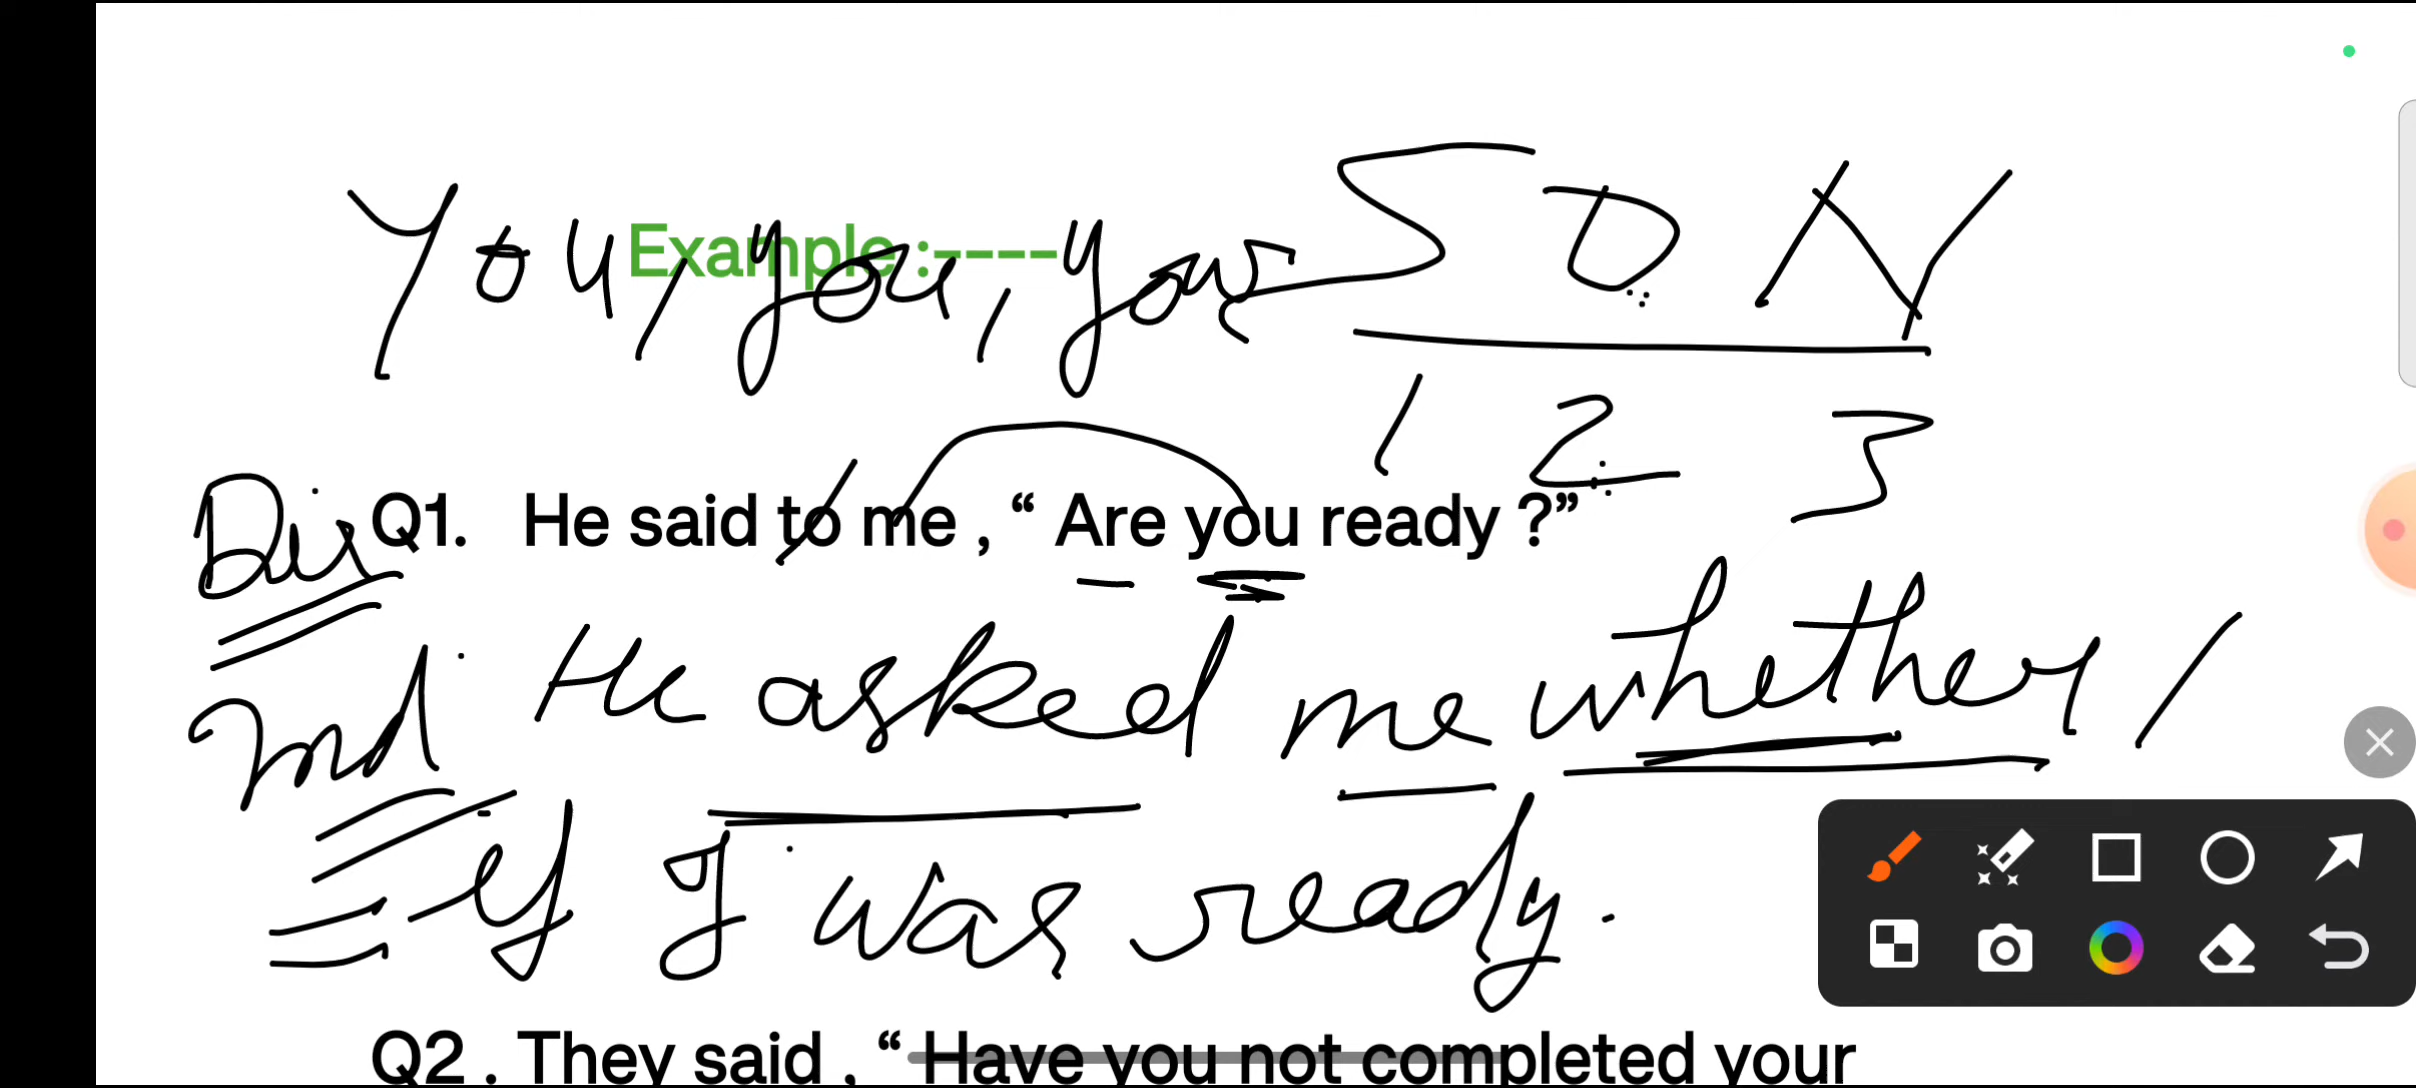 You, you, your S O N
Example :----
1 2 3
Dir Q1. He said to me , “ Are you ready ?”
Ind. He asked me whether /
if I was ready.
Q2 . They said , “ Have you not completed your